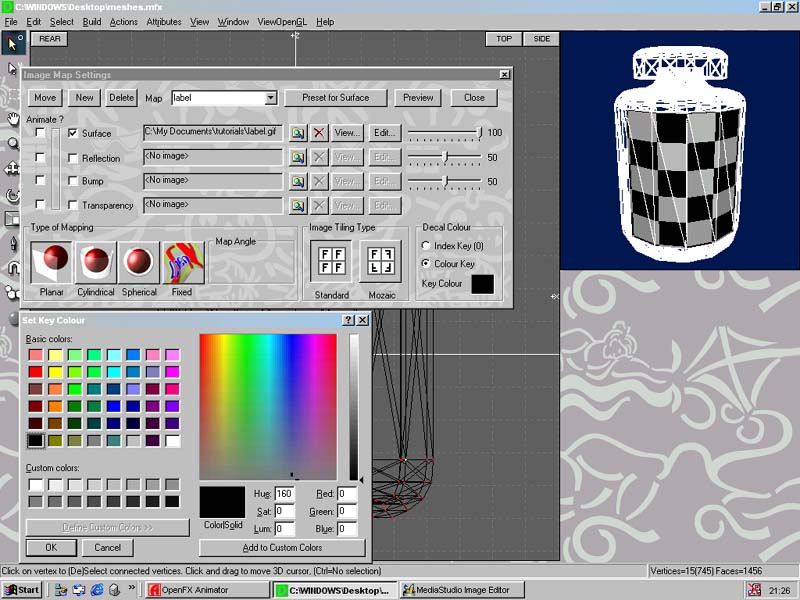 C:\WINDOWS\Desktop\meshes.mfx
File Edit Select Build Actions Attributes View Window ViewOpenGL Help
REAR TOP SIDE
Image Map Settings
Move New Delete Map label Preset for Surface Preview Close
Animate ?
Surface C:\My Documents\tutorials\label.gif View... Edit... 100
Reflection <No image> View... Edit... 50
Bump <No image> View... Edit... 50
Transparency <No image> View... Edit...
Type of Mapping Map Angle Image Tiling Type Decal Colour
Index Key (0)
Colour Key
Key Colour
Planar Cylindrical Spherical Fixed Standard Mozaic
Set Key Colour
Basic colors:
Custom colors:
Define Custom Colors >>
OK Cancel
Color|Solid
Hue: 160 Red: 0
Sat: 0 Green: 0
Lum: 0 Blue: 0
Add to Custom Colors
Click on vertex to (De)Select connected vertices. Click and drag to move 3D cursor, (Ctrl=No selection) Vertices=15(745) Faces=1456
Start OpenFX Animator C:\WINDOWS\Desktop\... MediaStudio Image Editor 21:26